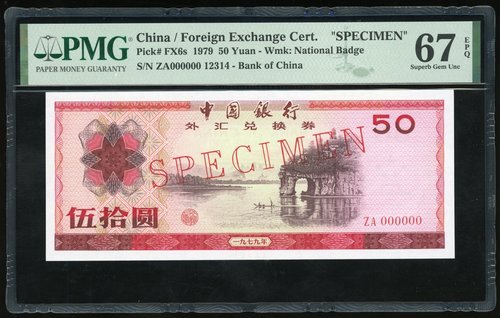 PMG
PAPER MONEY GUARANTY
China / Foreign Exchange Cert. "SPECIMEN"
Pick# FX6s 1979 50 Yuan - Wmk: National Badge
S/N ZA000000 12314 - Bank of China
67 EPQ
Superb Gem Unc
中国银行
外汇兑换券
50
SPECIMEN
伍拾圆
ZA 000000
一九七九年